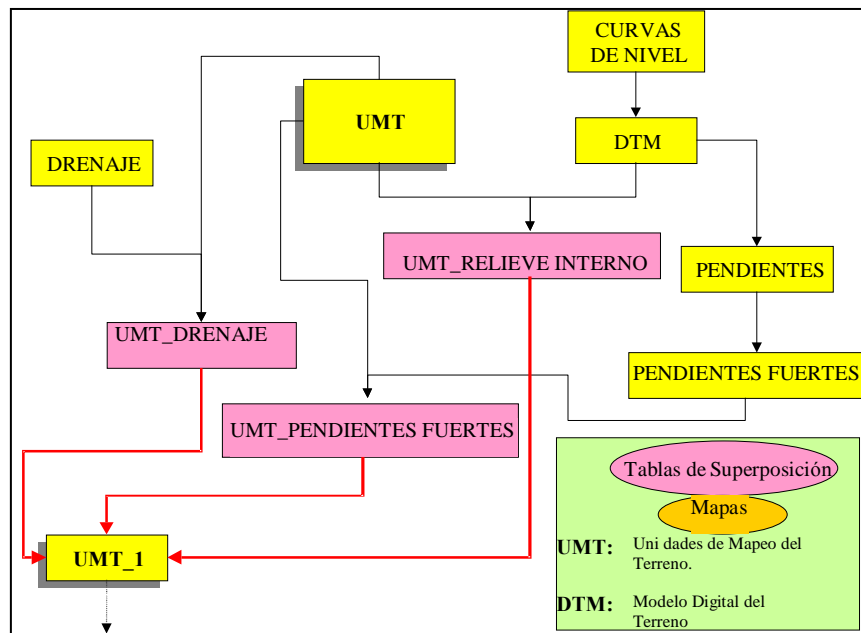 CURVAS
DE NIVEL
UMT
DTM
DRENAJE
UMT_RELIEVE INTERNO
PENDIENTES
UMT_DRENAJE
PENDIENTES FUERTES
UMT_PENDIENTES FUERTES
Tablas de Superposición
Mapas
UMT_1
UMT: Uni dades de Mapeo del
Terreno.
DTM: Modelo Digital del
Terreno